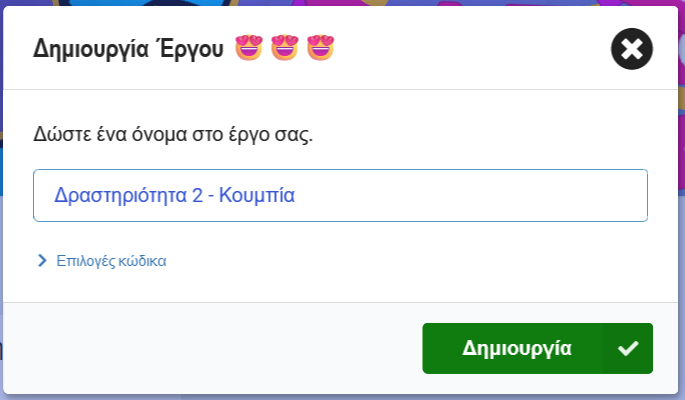 Δημιουργία Έργου 😍 😍 😍
Δώστε ένα όνομα στο έργο σας.
Δραστηριότητα 2 - Κουμπία
Επιλογές κώδικα
Δημιουργία